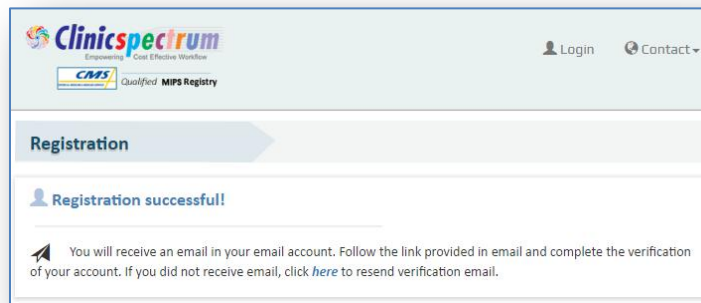 Clinicspectrum
Empowering Cost Effective Workflow
CMS Qualified MIPS Registry
Login Contact
Registration
Registration successful!
You will receive an email in your email account. Follow the link provided in email and complete the verification
of your account. If you did not receive email, click here to resend verification email.